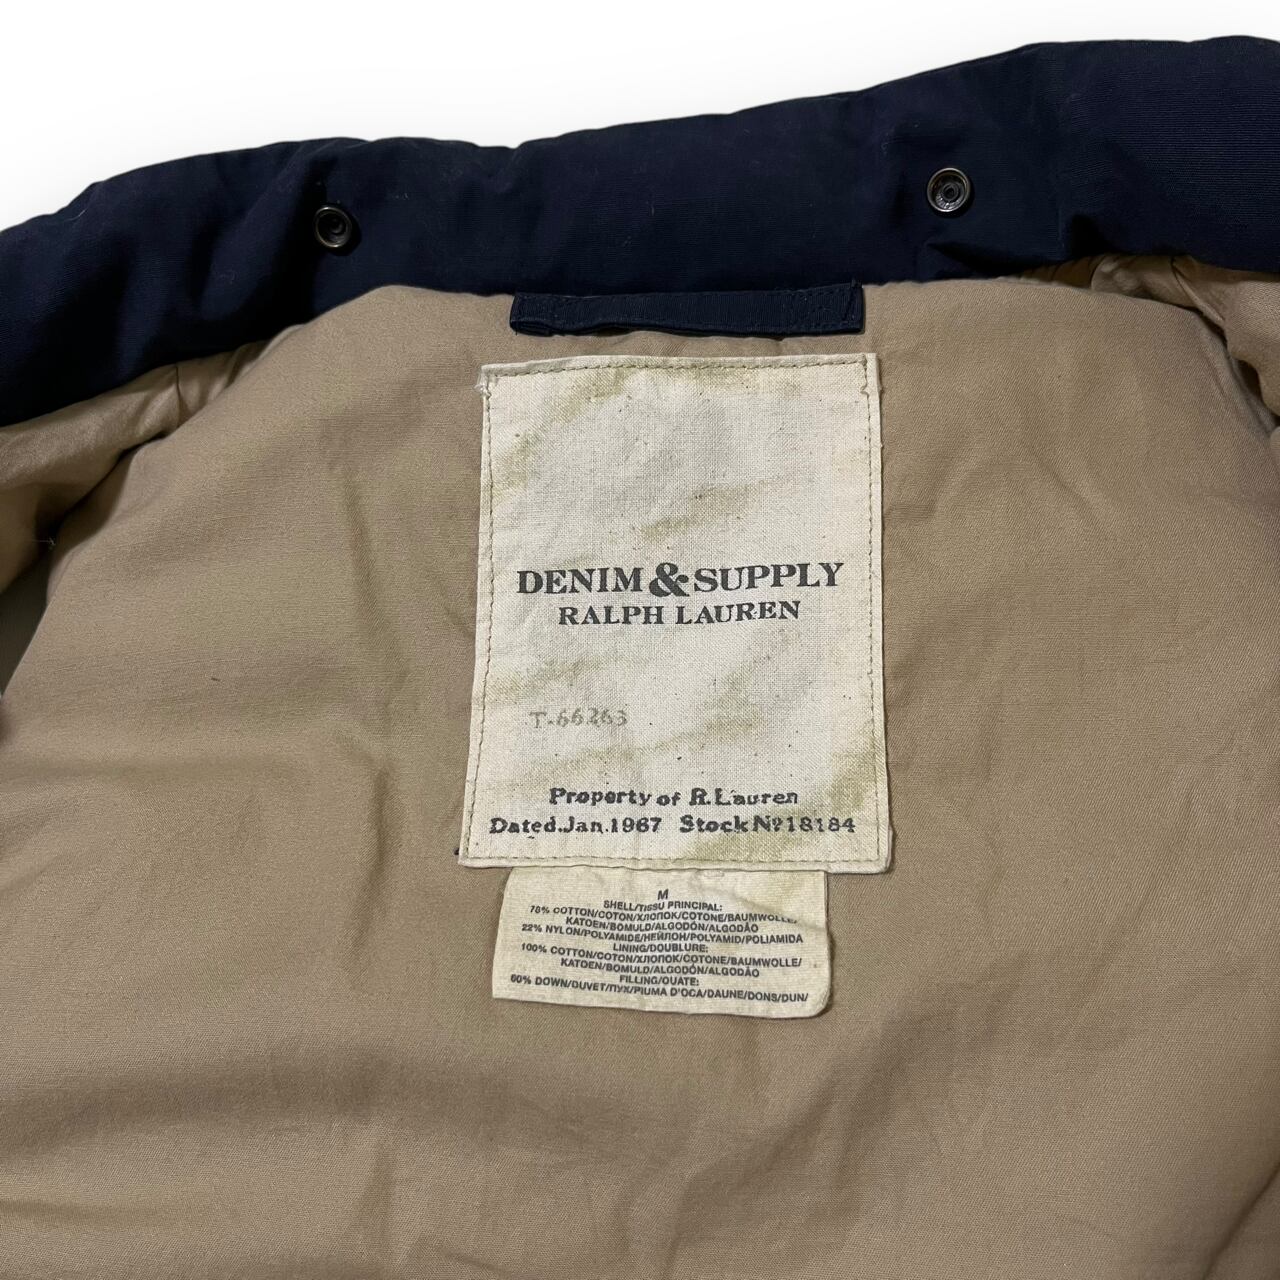 DENIM & SUPPLY
RALPH LAUREN
T-66263
Property of R.Lauren
Dated.Jan.1967 Stock No 18184
M
SHELL/TISSU PRINCIPAL:
78% COTTON/COTON/ХЛОПОК/COTONE/BAUMWOLLE/
KATOEN/BOMULD/ALGODÓN/ALGODÃO
22% NYLON/POLYAMIDE/НЕЙЛОН/POLYAMID/POLIAMIDA
LINING/DOUBLURE:
100% COTTON/COTON/ХЛОПОК/COTONE/BAUMWOLLE/
KATOEN/BOMULD/ALGODÓN/ALGODÃO
FILLING/OUATE:
60% DOWN/DUVET/ПУХ/PIUMA D'OCA/DAUNE/DONS/DUN/